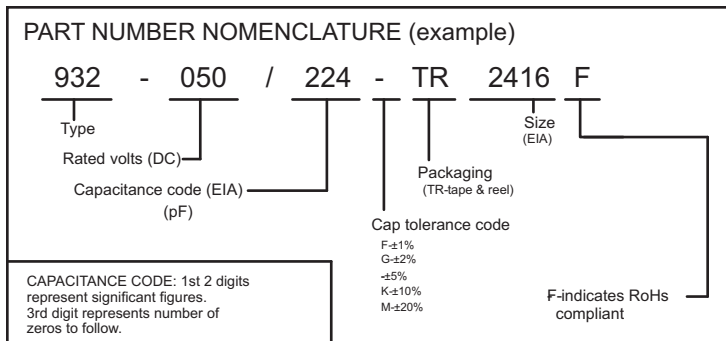 PART NUMBER NOMENCLATURE (example)
932 - 050 / 224 - TR 2416 F
Type
Size
(EIA)
Rated volts (DC)
Packaging
(TR-tape & reel)
Capacitance code (EIA)
(pF)
Cap tolerance code
F-±1%
G-±2%
-±5%
K-±10%
M-±20%
CAPACITANCE CODE: 1st 2 digits
represent significant figures.
3rd digit represents number of
zeros to follow.
F-indicates RoHs
compliant